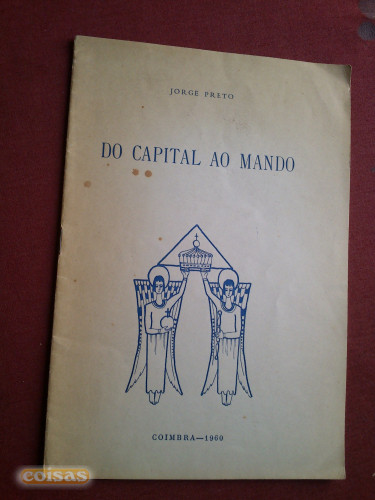 JORGE PRETO
DO CAPITAL AO MANDO
COIMBRA—1960
coisas